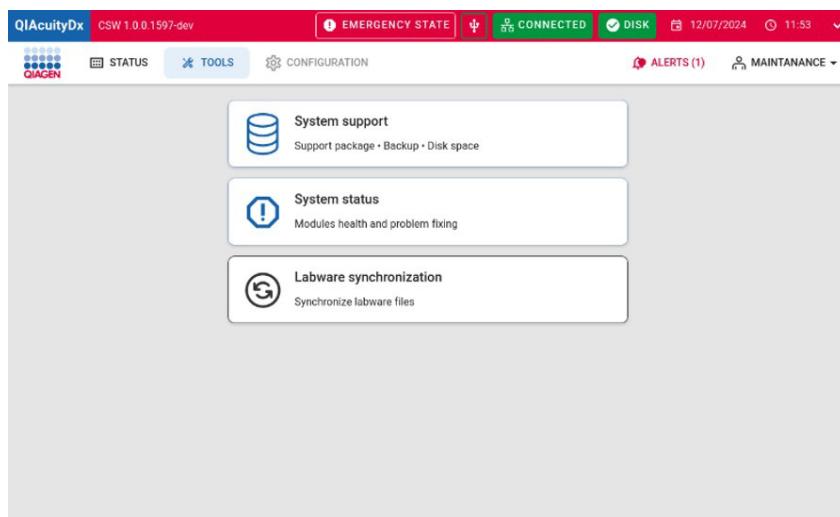 QIAcuityDx CSW 1.0.0.1597-dev EMERGENCY STATE CONNECTED DISK 12/07/2024 11:53
QIAGEN STATUS TOOLS CONFIGURATION ALERTS (1) MAINTANANCE
System support
Support package • Backup • Disk space
System status
Modules health and problem fixing
Labware synchronization
Synchronize labware files